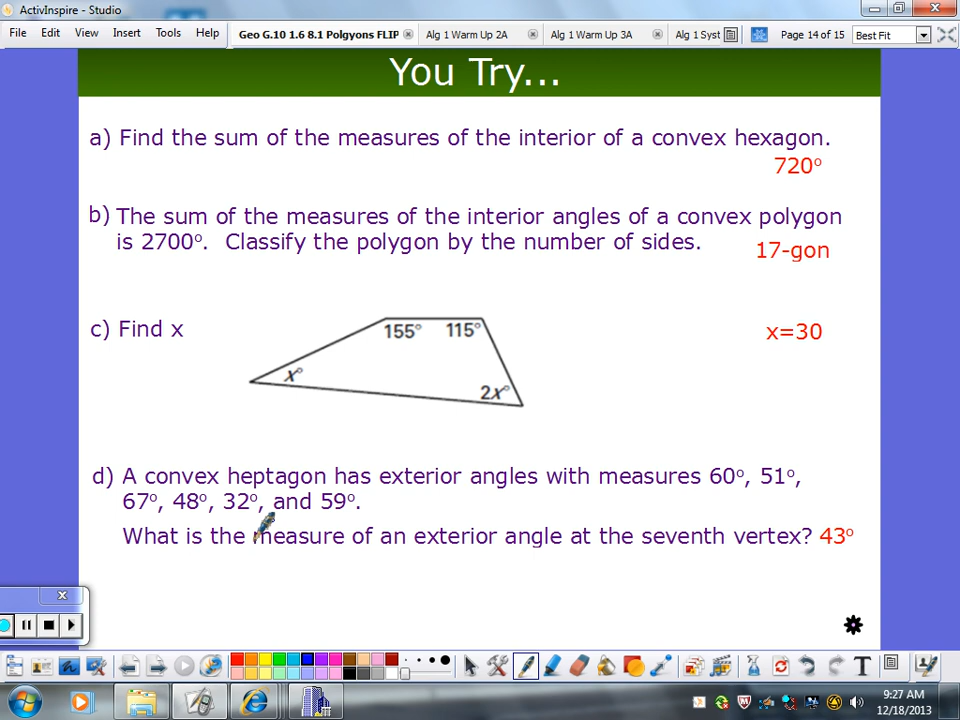 ActivInspire - Studio
File Edit View Insert Tools Help Geo G.10 1.6 8.1 Polgyons FLIP Alg 1 Warm Up 2A Alg 1 Warm Up 3A Alg 1 Syst Page 14 of 15 Best Fit
You Try...
a) Find the sum of the measures of the interior of a convex hexagon.
720°
b) The sum of the measures of the interior angles of a convex polygon
is 2700°. Classify the polygon by the number of sides.
17-gon
c) Find x
155° 115°
x=30
x°
2x°
d) A convex heptagon has exterior angles with measures 60°, 51°,
67°, 48°, 32°, and 59°.
What is the measure of an exterior angle at the seventh vertex? 43°
9:27 AM
12/18/2013